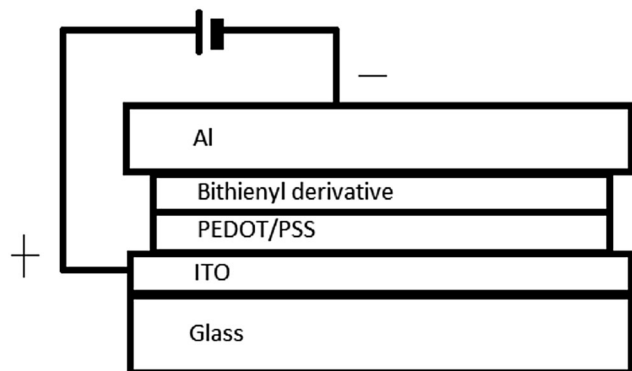 —
Al
Bithienyl derivative
PEDOT/PSS
+
ITO
Glass